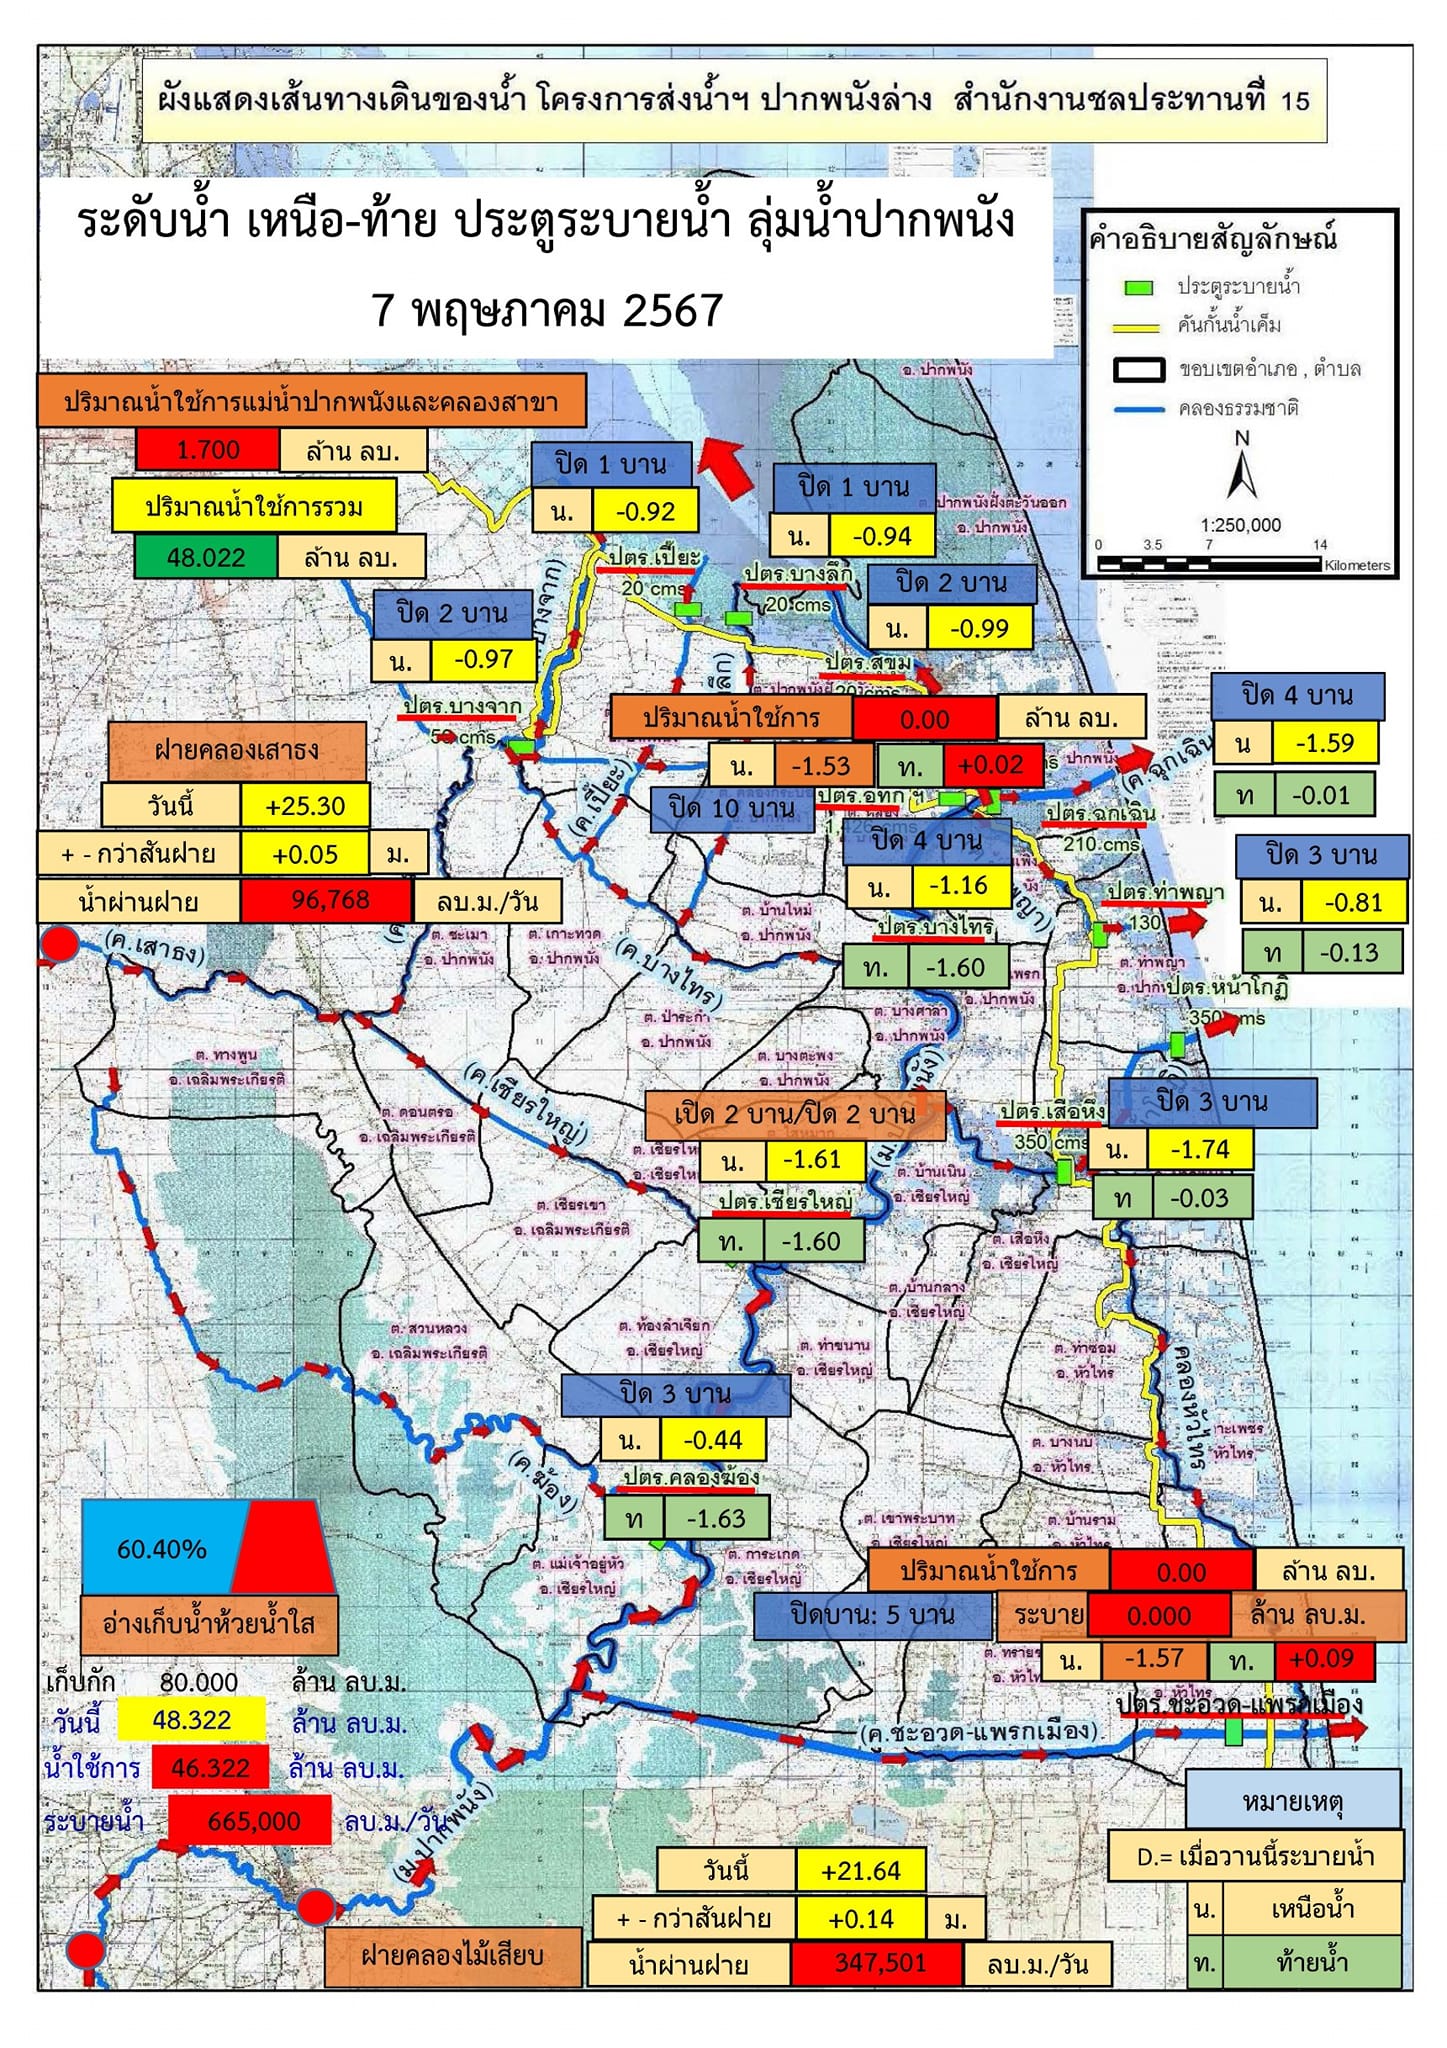 ผังแสดงเส้นทางเดินของน้ำ โครงการส่งน้ำฯ ปากพนังล่าง สำนักงานชลประทานที่ 15
ระดับน้ำ เหนือ-ท้าย ประตูระบายน้ำ ลุ่มน้ำปากพนัง
7 พฤษภาคม 2567
คำอธิบายสัญลักษณ์
ประตูระบายน้ำ
คันกั้นน้ำเค็ม
ขอบเขตอำเภอ , ตำบล
คลองธรรมชาติ
N
1:250,000
0 3.5 7 14
Kilometers
ปริมาณน้ำใช้การแม่น้ำปากพนังและคลองสาขา
1.700 ล้าน ลบ.
ปริมาณน้ำใช้การรวม
48.022 ล้าน ลบ.
อ. ปากพนัง
ปิด 1 บาน
น. -0.92
ปตร.เปี๊ยะ
20 cms
ปิด 1 บาน
น. -0.94
ปตร.บางลึก
20 cms
ปากพนังฝั่งตะวันออก
อ. ปากพนัง
ปิด 2 บาน
น. -0.99
ปตร.สุขุม
ปิด 2 บาน
น. -0.97
ปตร.บางจาก
ปริมาณน้ำใช้การ 0.00 ล้าน ลบ.
น. -1.53 ท. +0.02
ปิด 10 บาน
ปตร.อุทกฯ
ปิด 4 บาน
น -1.59
ท -0.01
(ค.ฉุกเฉิน
ปตร.ฉุกเฉิน
210 cms
ฝายคลองเสาธง
วันนี้ +25.30
+ - กว่าสันฝาย +0.05 ม.
น้ำผ่านฝาย 96,768 ลบ.ม./วัน
(ค.เปี๊ยะ)
ปิด 4 บาน
น. -1.16
ปตร.บางไทร
ท. -1.60
ปิด 3 บาน
น. -0.81
ท -0.13
ปตร.ท่าพญา
130
ต. ท่าพญา
ปตร.หน้าโกฏิ
350 cms
(ค.เสาธง)
ต. ชะเมา
อ. ปากพนัง
ต. เกาะทวด
อ. ปากพนัง
ต. บ้านใหม่
อ. ปากพนัง
(ค.บางไทร)
ต. ป่าระกำ
อ. ปากพนัง
ต. บางตะพง
อ. ปากพนัง
ต. บางศาลา
อ. ปากพนัง
ต. ทางพูน
อ. เฉลิมพระเกียรติ
ต. ดอนตรอ
อ. เฉลิมพระเกียรติ
(ค.เชียรใหญ่)
ต. เชียรเขา
อ. เฉลิมพระเกียรติ
เปิด 2 บาน/ปิด 2 บาน
น. -1.61
ปตร.เชียรใหญ่
ท. -1.60
ต. บ้านเนิน
อ. เชียรใหญ่
ปตร.เสือหึง
350 cms
ปิด 3 บาน
น. -1.74
ท -0.03
ต. เสือหึง
อ. เชียรใหญ่
ต. บ้านกลาง
อ. เชียรใหญ่
ต. สวนหลวง
อ. เฉลิมพระเกียรติ
ต. ท้องลำเจียก
อ. เชียรใหญ่
ต. ท่าขนาน
อ. เชียรใหญ่
ต. ท่าซอม
อ. หัวไทร
คลองหัวไทร
ปิด 3 บาน
น. -0.44
ปตร.คลองฆ้อง
ท -1.63
(ค.ฆ้อง)
ต. บางนบ
อ. หัวไทร
ต. เขาพระบาท
อ. เชียรใหญ่
ต. บ้านราม
อ. หัวไทร
ต. แม่เจ้าอยู่หัว
อ. เชียรใหญ่
ต. การะเกด
อ. เชียรใหญ่
60.40%
อ่างเก็บน้ำห้วยน้ำใส
เก็บกัก 80.000 ล้าน ลบ.ม.
วันนี้ 48.322 ล้าน ลบ.ม.
น้ำใช้การ 46.322 ล้าน ลบ.ม.
ระบายน้ำ 665,000 ลบ.ม./วัน
ปริมาณน้ำใช้การ 0.00 ล้าน ลบ.
ปิดบาน: 5 บาน ระบาย 0.000 ล้าน ลบ.ม.
น. -1.57 ท. +0.09
ปตร.ชะอวด-แพรกเมือง
(ค.ชะอวด-แพรกเมือง)
(ม.ปากพนัง)
ฝายคลองไม้เสียบ
วันนี้ +21.64
+ - กว่าสันฝาย +0.14 ม.
น้ำผ่านฝาย 347,501 ลบ.ม./วัน
หมายเหตุ
D.= เมื่อวานนี้ระบายน้ำ
น. เหนือน้ำ
ท. ท้ายน้ำ